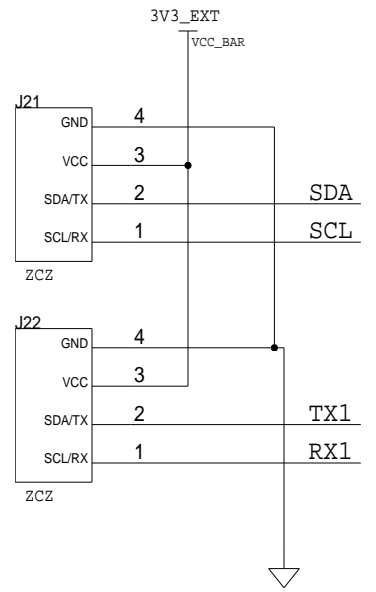 3V3_EXT
VCC_BAR
J21
GND 4
VCC 3
SDA/TX 2 SDA
SCL/RX 1 SCL
ZCZ
J22
GND 4
VCC 3
SDA/TX 2 TX1
SCL/RX 1 RX1
ZCZ